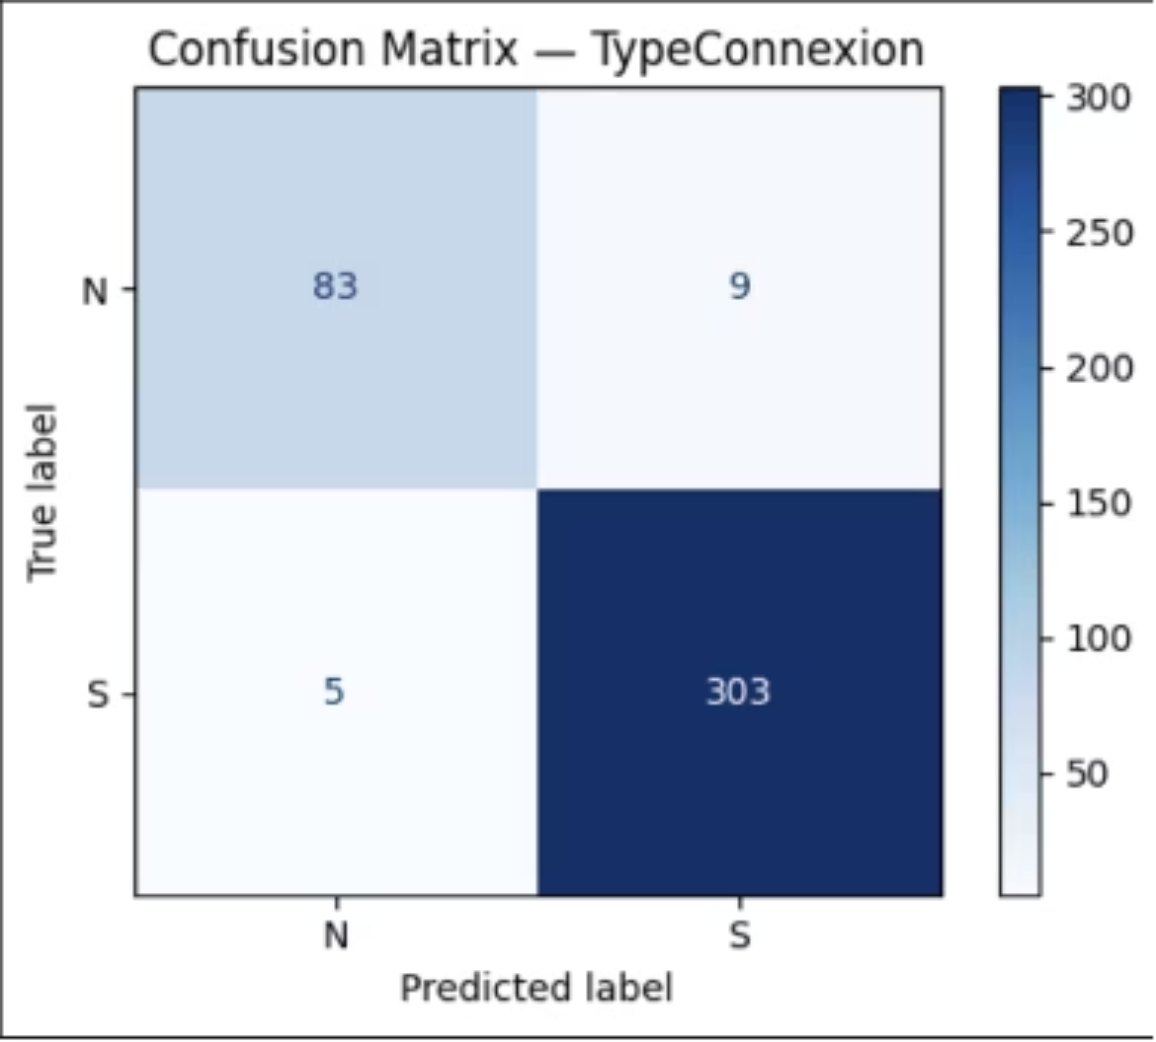 Confusion Matrix — TypeConnexion
300
250
200
150
100
50
True label
N
83
9
S
5
303
N
S
Predicted label